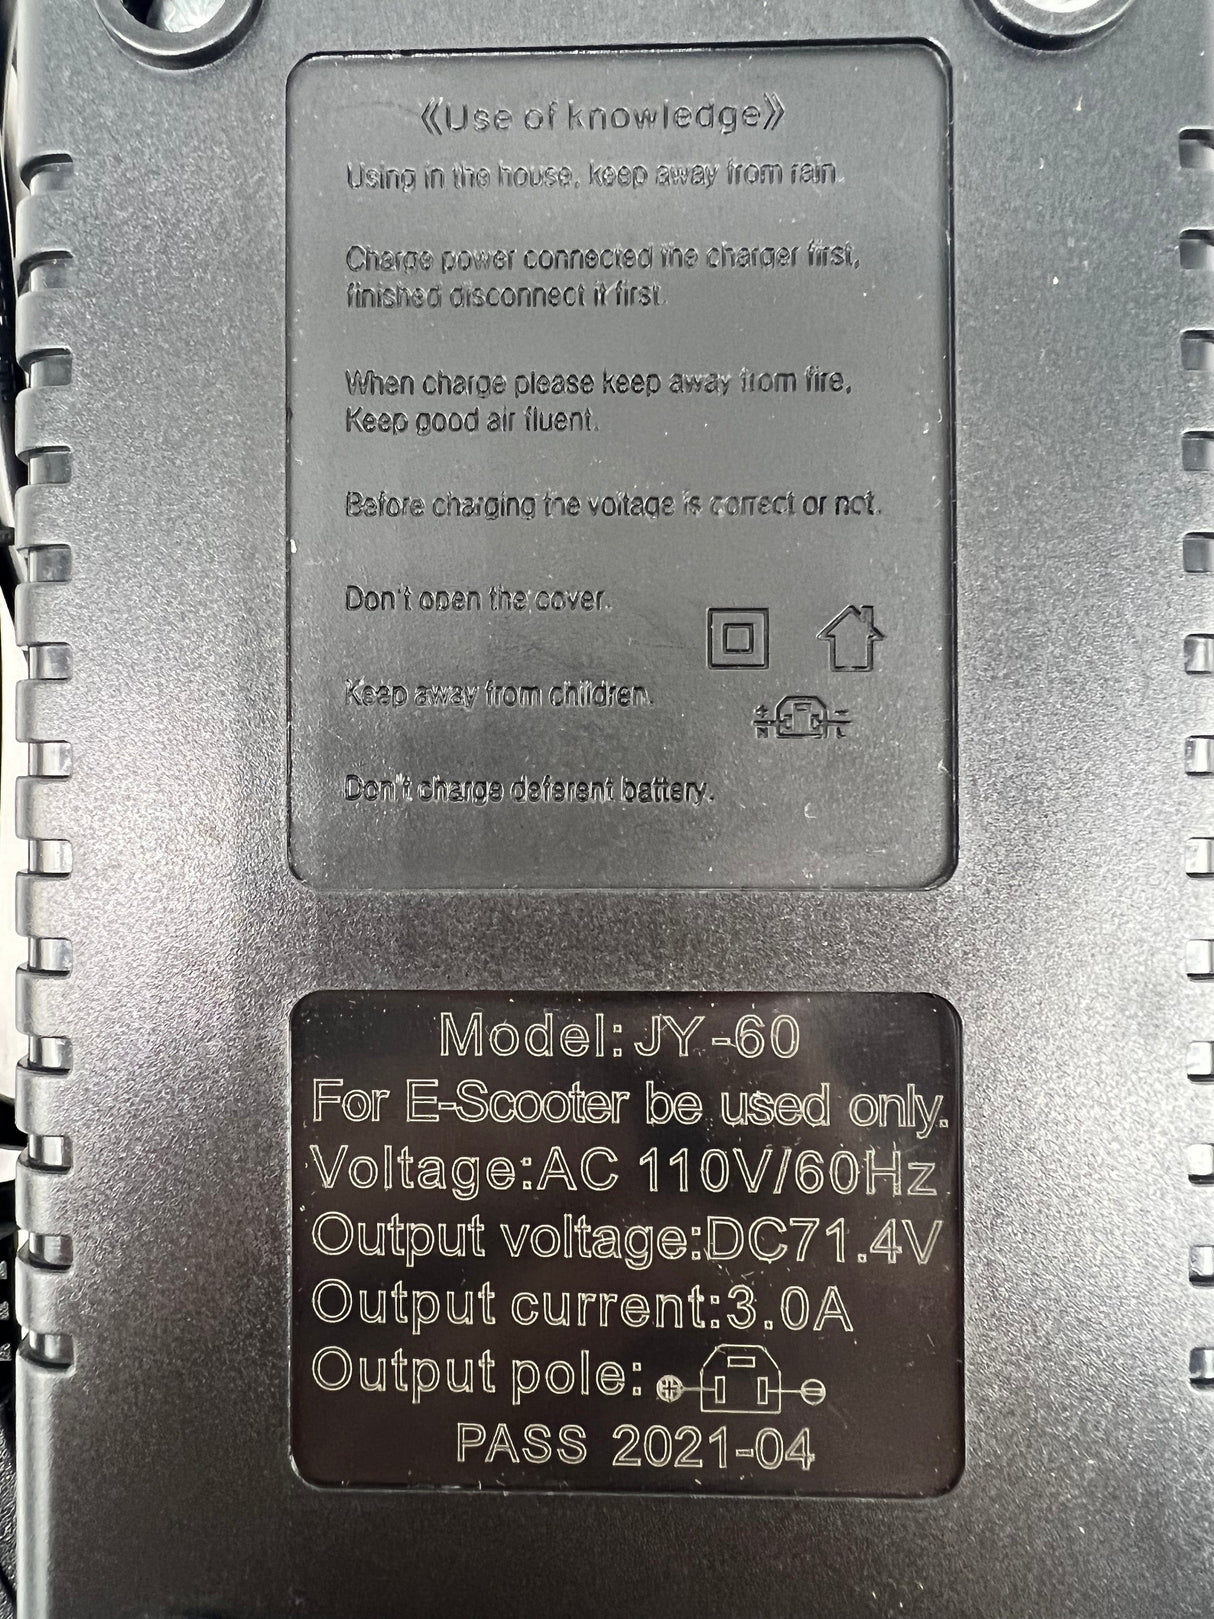 《Use of knowledge》
Using in the house, keep away from rain.
Charge power connected the charger first,
finished disconnect it first.
When charge please keep away from fire,
Keep good air fluent.
Before charging the voltage is correct or not.
Don't open the cover.
Keep away from children.
+ −
N L
Don't charge deferent battery.
Model:JY-60
For E-Scooter be used only.
Voltage:AC 110V/60Hz
Output voltage:DC71.4V
Output current:3.0A
Output pole: + −
PASS 2021-04